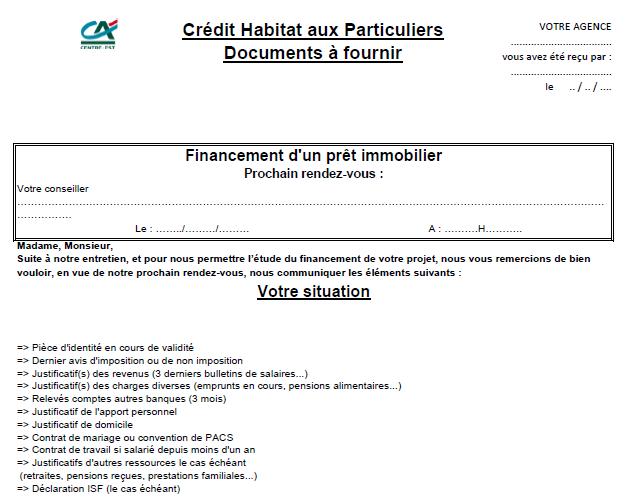 CA
CENTRE-EST
Crédit Habitat aux Particuliers
Documents à fournir
VOTRE AGENCE
...................................
vous avez été reçu par :
...................................
le .. / .. / ....
Financement d'un prêt immobilier
Prochain rendez-vous :
Votre conseiller
……………………………………………………………………………………………………………………………………………………………
…………….
Le : ……../………/……… A : ……….H………..
Madame, Monsieur,
Suite à notre entretien, et pour nous permettre l'étude du financement de votre projet, nous vous remercions de bien
vouloir, en vue de notre prochain rendez-vous, nous communiquer les éléments suivants :
Votre situation
=> Pièce d'identité en cours de validité
=> Dernier avis d'imposition ou de non imposition
=> Justificatif(s) des revenus (3 derniers bulletins de salaires...)
=> Justificatif(s) des charges diverses (emprunts en cours, pensions alimentaires...)
=> Relevés comptes autres banques (3 mois)
=> Justificatif de l'apport personnel
=> Justificatif de domicile
=> Contrat de mariage ou convention de PACS
=> Contrat de travail si salarié depuis moins d'un an
=> Justificatifs d'autres ressources le cas échéant
(retraites, pensions reçues, prestations familiales...)
=> Déclaration ISF (le cas échéant)